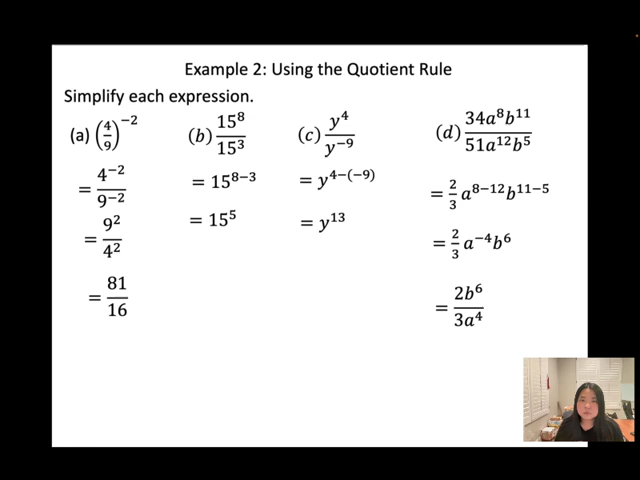 Example 2: Using the Quotient Rule
Simplify each expression.
(a) (4/9)^−2
= 4^−2/9^−2
= 9^2/4^2
= 81/16
(b) 15^8/15^3
= 15^8−3
= 15^5
(c) y^4/y^−9
= y^4−(−9)
= y^13
(d) 34a^8b^11/51a^12b^5
= 2/3 a^8−12b^11−5
= 2/3 a^−4b^6
= 2b^6/3a^4